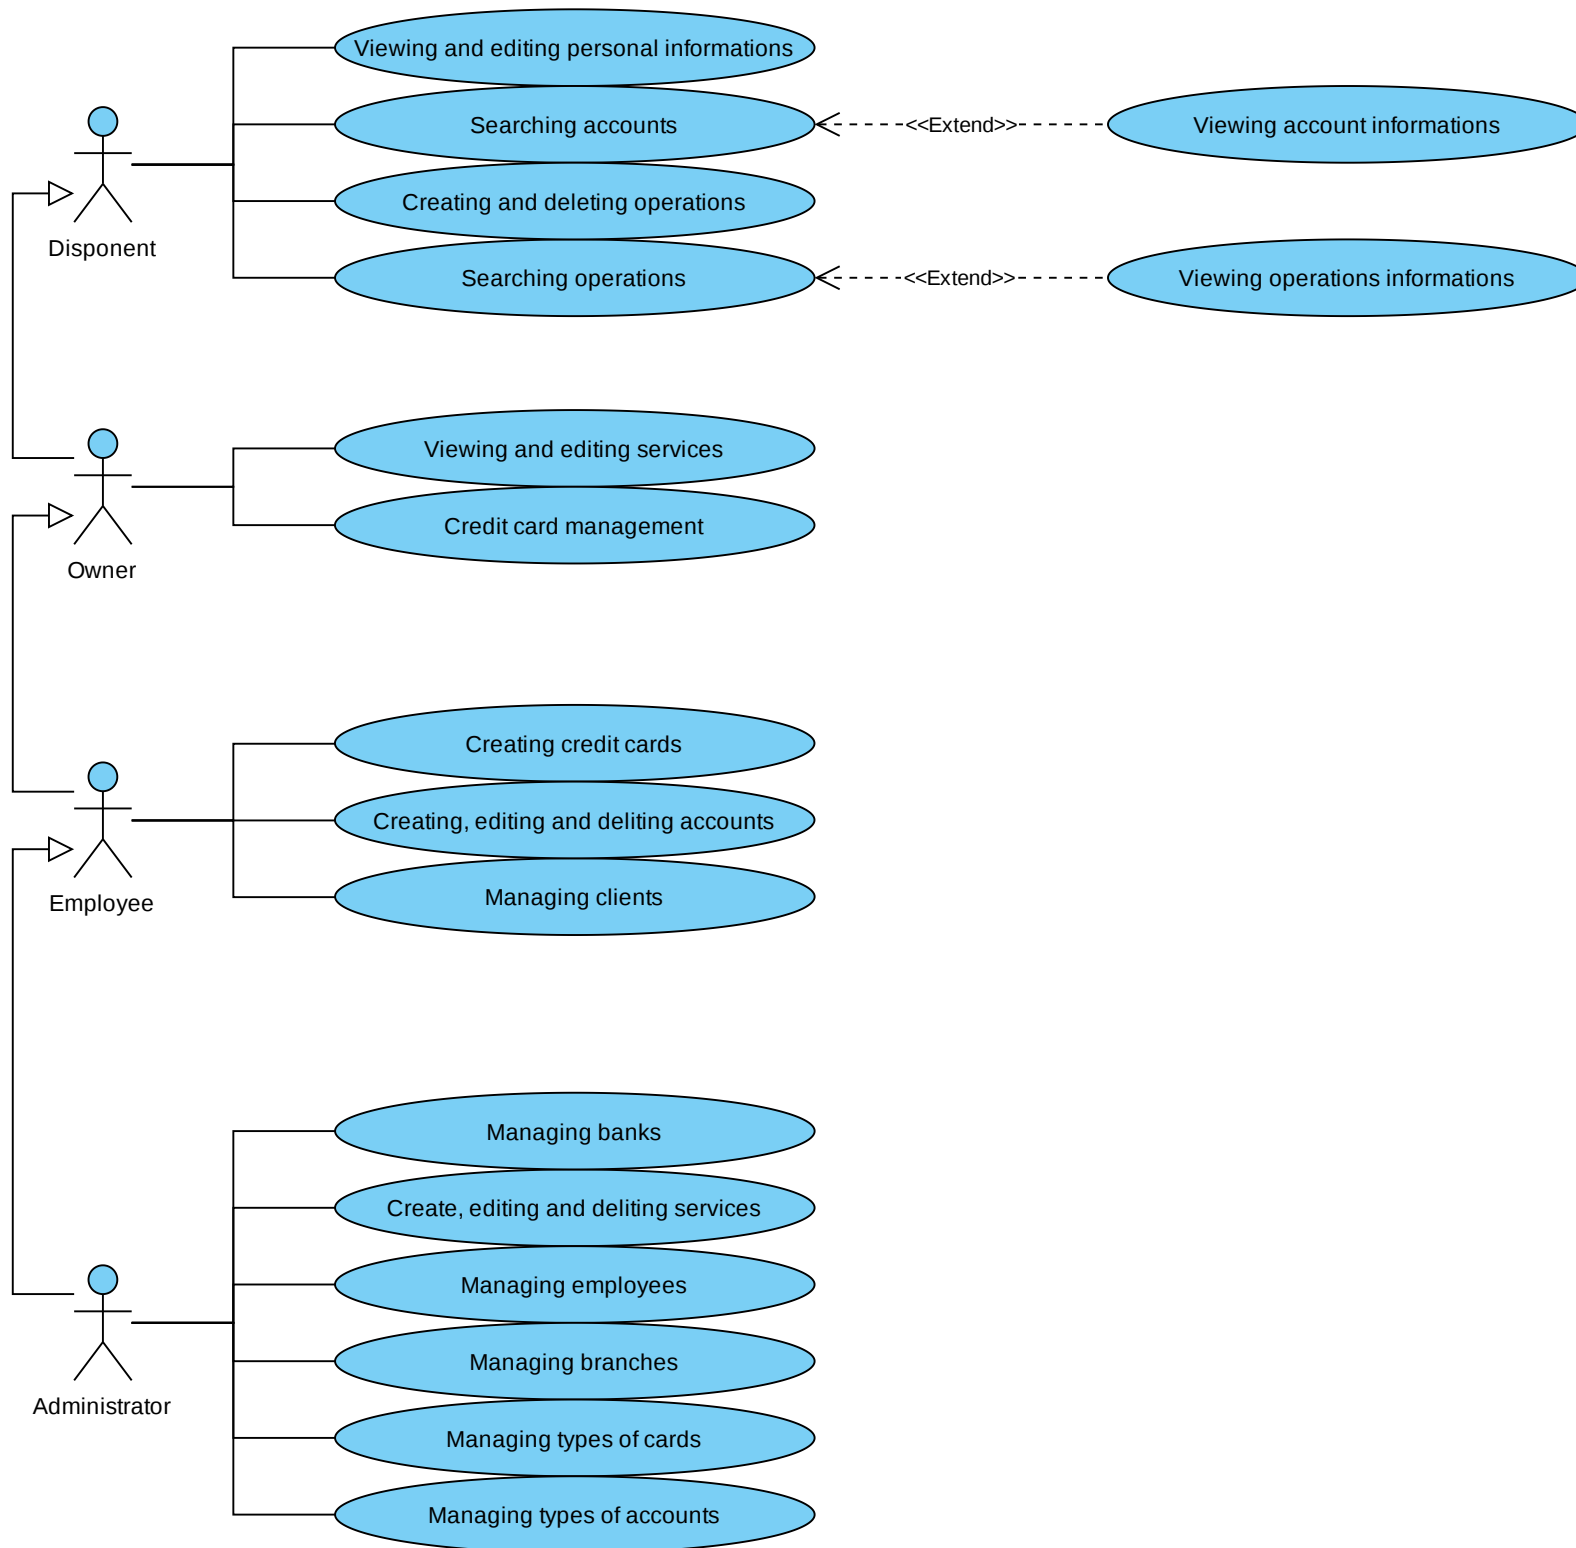 Viewing and editing personal informations
Searching accounts
<<Extend>>
Viewing account informations
Creating and deleting operations
Disponent
Searching operations
<<Extend>>
Viewing operations informations
Viewing and editing services
Credit card management
Owner
Creating credit cards
Creating, editing and deliting accounts
Managing clients
Employee
Managing banks
Create, editing and deliting services
Managing employees
Managing branches
Administrator
Managing types of cards
Managing types of accounts